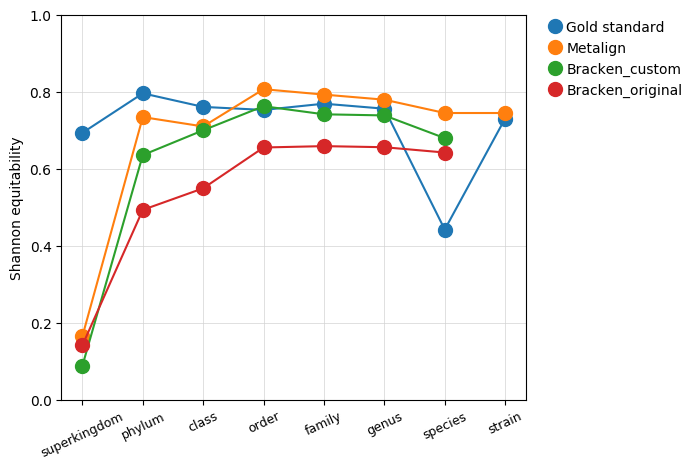 Gold standard
Metalign
Bracken_custom
Bracken_original
Shannon equitability
1.0
0.8
0.6
0.4
0.2
0.0
superkingdom phylum class order family genus species strain